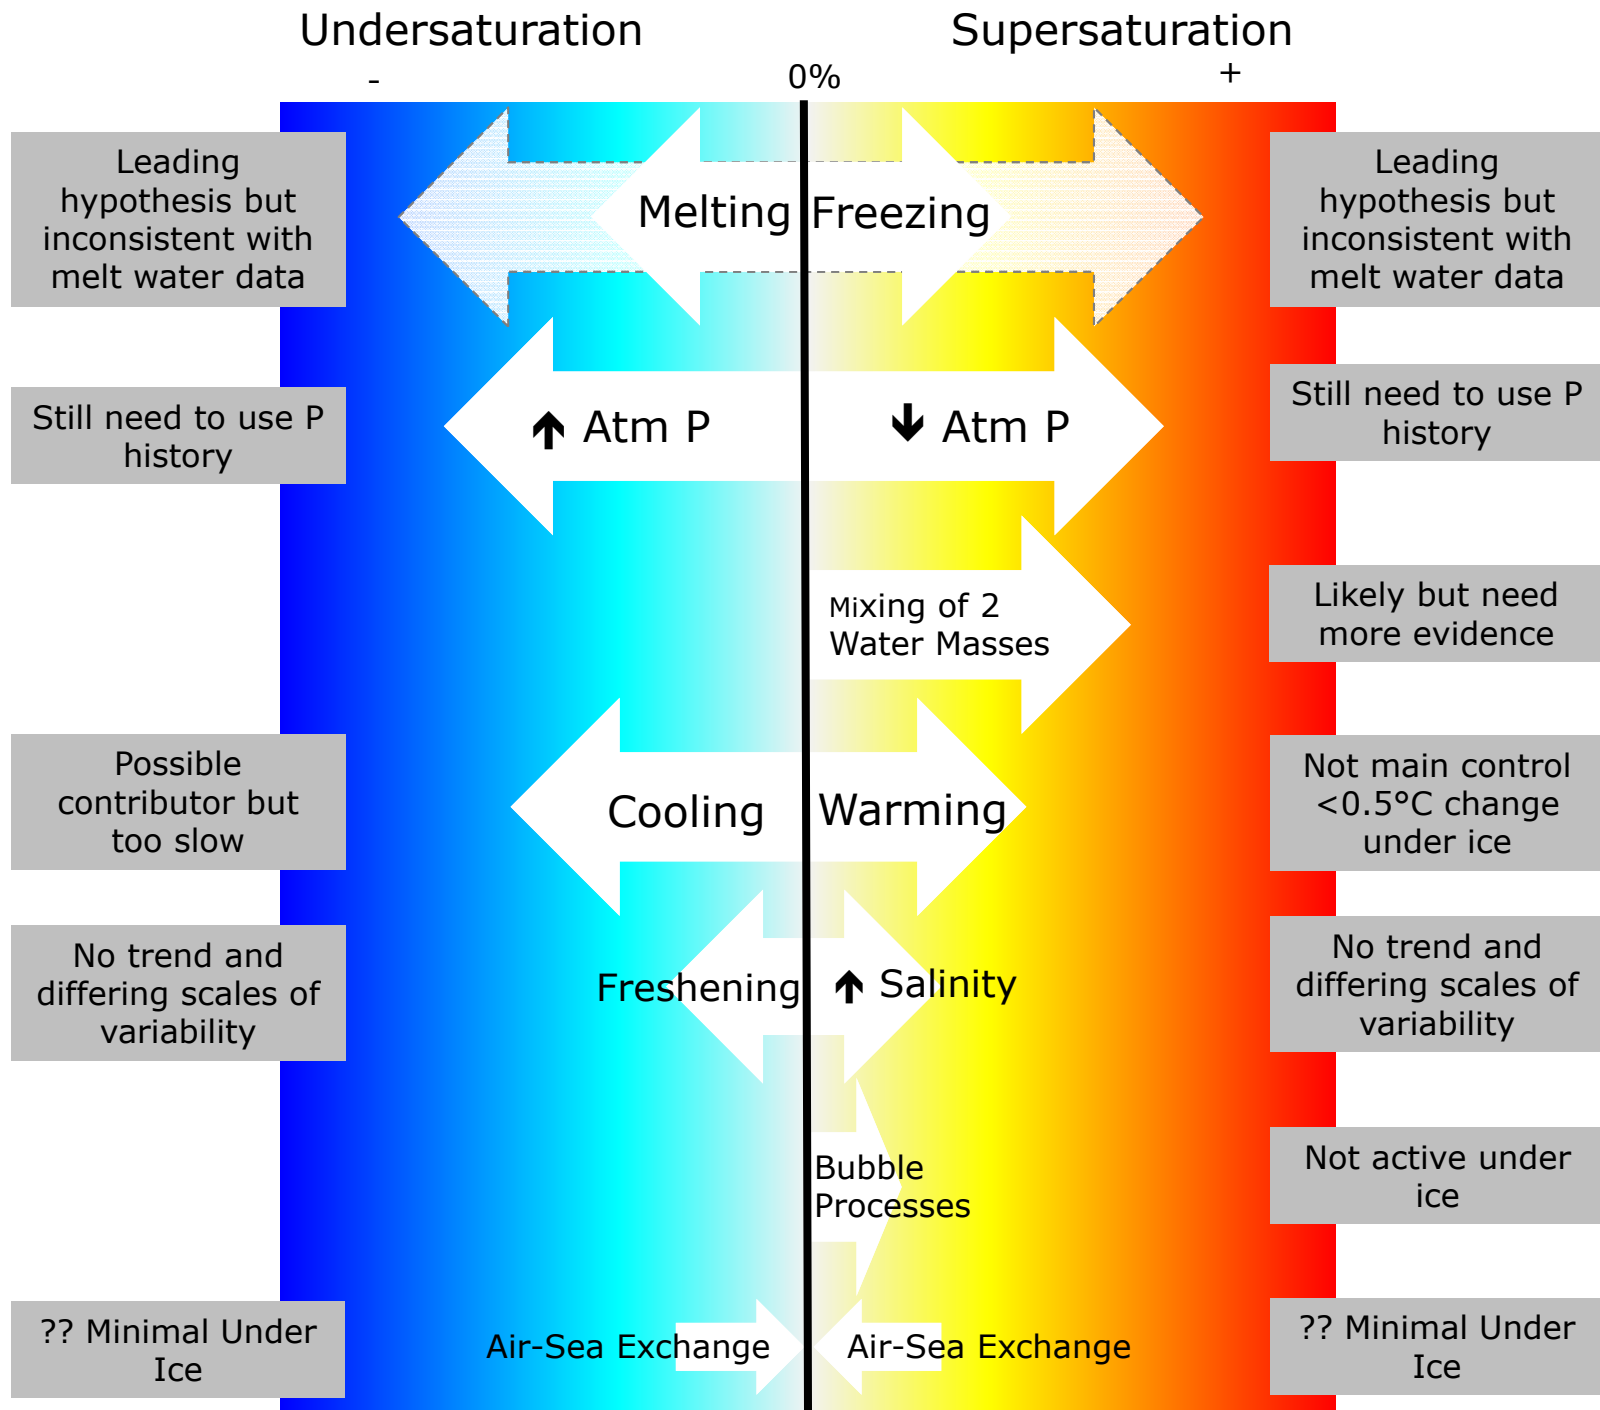 Undersaturation
Supersaturation
-
0%
+
Leading
hypothesis but
inconsistent with
melt water data
Melting
Freezing
Leading
hypothesis but
inconsistent with
melt water data
Still need to use P
history
↑ Atm P
↓ Atm P
Still need to use P
history
Mixing of 2
Water Masses
Likely but need
more evidence
Possible
contributor but
too slow
Cooling
Warming
Not main control
<0.5°C change
under ice
No trend and
differing scales of
variability
Freshening
↑ Salinity
No trend and
differing scales of
variability
Bubble
Processes
Not active under
ice
?? Minimal Under
Ice
Air-Sea Exchange
Air-Sea Exchange
?? Minimal Under
Ice